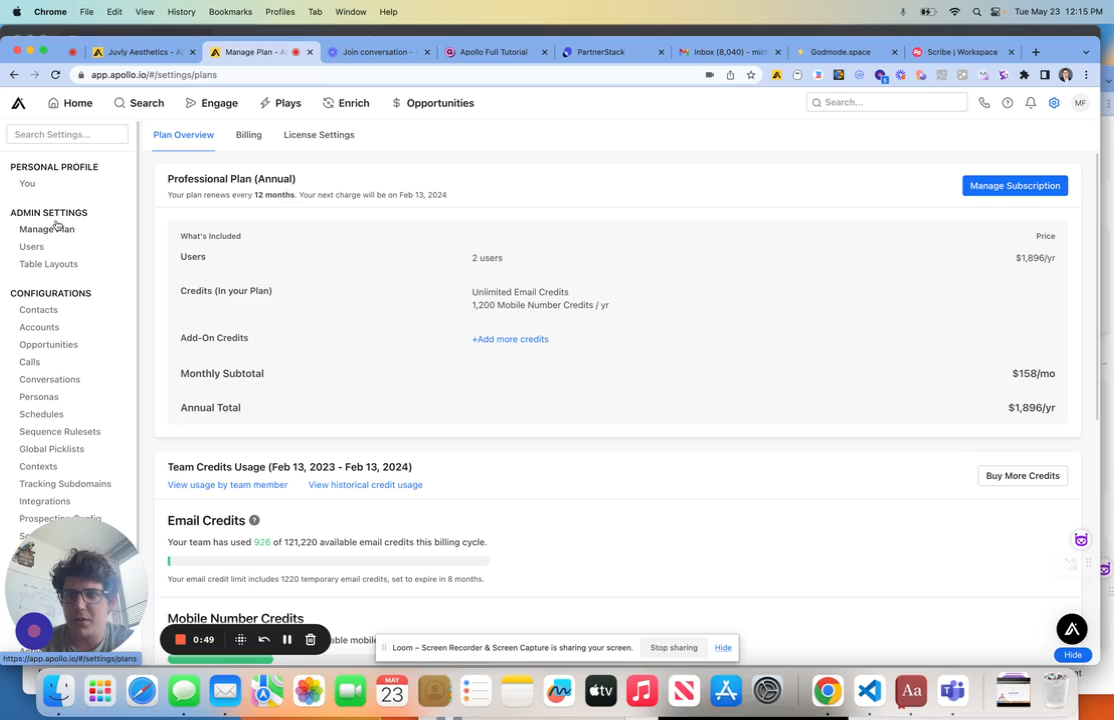 Chrome File Edit View History Bookmarks Profiles Tab Window Help Tue May 23 12:15 PM
Juvly Aesthetics - Ac Manage Plan - A Join conversation - Apollo Full Tutorial PartnerStack Inbox (8,040) - mich Godmode.space Scribe | Workspace
app.apollo.io/#/settings/plans
Home Search Engage Plays Enrich Opportunities Search... MF
Search Settings... Plan Overview Billing License Settings
PERSONAL PROFILE
You
ADMIN SETTINGS
Manage Plan
Users
Table Layouts
CONFIGURATIONS
Contacts
Accounts
Opportunities
Calls
Conversations
Personas
Schedules
Sequence Rulesets
Global Picklists
Contexts
Tracking Subdomains
Integrations
Prospecting Config
Professional Plan (Annual)
Your plan renews every 12 months. Your next charge will be on Feb 13, 2024
Manage Subscription
What's Included Price
Users 2 users $1,896/yr
Credits (In your Plan) Unlimited Email Credits
1,200 Mobile Number Credits / yr
Add-On Credits +Add more credits
Monthly Subtotal $158/mo
Annual Total $1,896/yr
Team Credits Usage (Feb 13, 2023 - Feb 13, 2024)
View usage by team member View historical credit usage
Buy More Credits
Email Credits ?
Your team has used 926 of 121,220 available email credits this billing cycle.
Your email credit limit includes 1220 temporary email credits, set to expire in 8 months.
Mobile Number Credits
able mobile
0:49
Loom – Screen Recorder & Screen Capture is sharing your screen. Stop sharing Hide
Hide
https://app.apollo.io/#/settings/plans
MAY
23
Aa